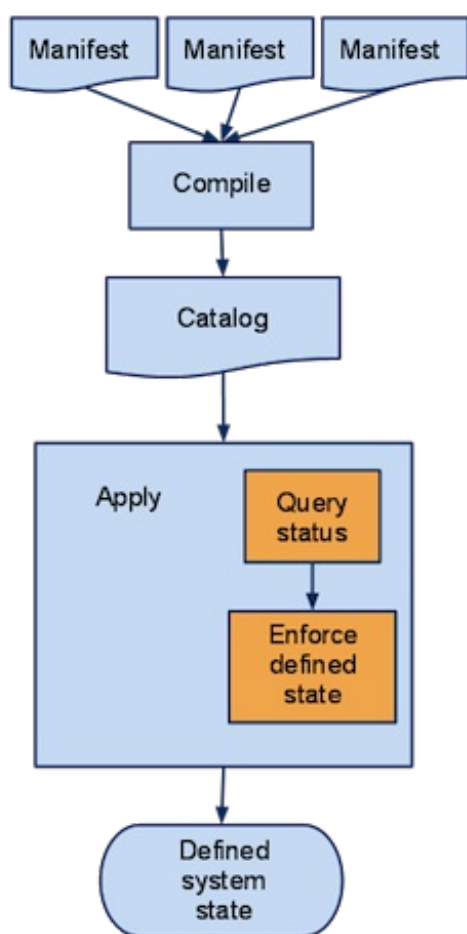 Manifest
Manifest
Manifest
Compile
Catalog
Apply
Query
status
Enforce
defined
state
Defined
system
state